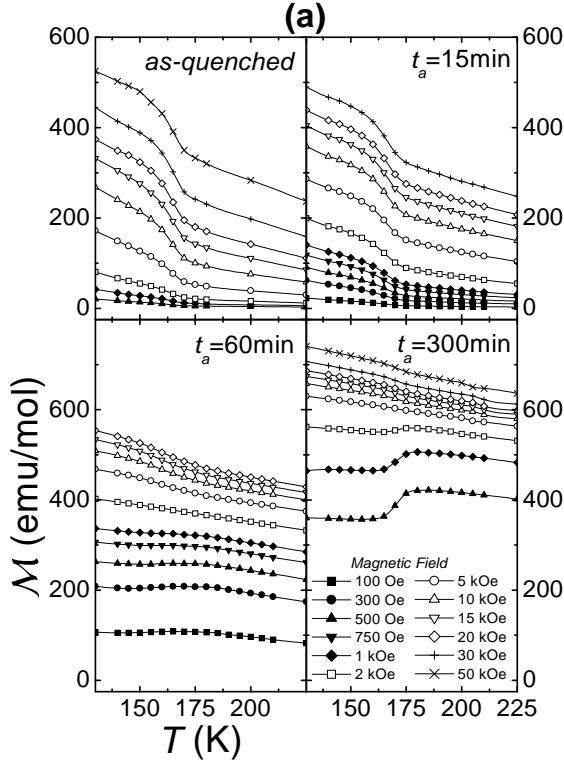 (a)
600 as-quenched t_a=15min 600
400 400
200 200
0 0
t_a=60min t_a=300min
600 600
400 400
200 200
0 0
Magnetic Field
100 Oe 5 kOe
300 Oe 10 kOe
500 Oe 15 kOe
750 Oe 20 kOe
1 kOe 30 kOe
2 kOe 50 kOe
M (emu/mol)
150 175 200 150 175 200 225
T (K)